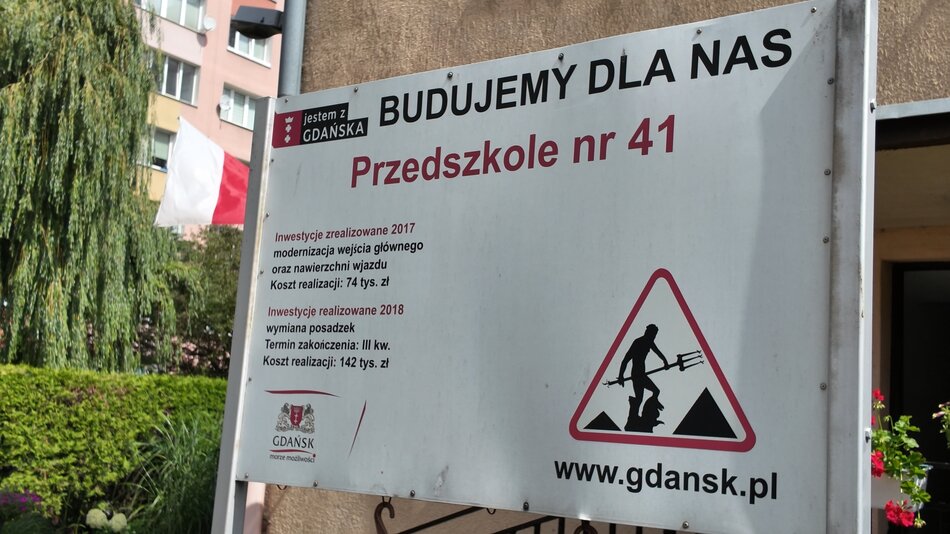 jestem z
GDAŃSKA
BUDUJEMY DLA NAS
Przedszkole nr 41
Inwestycje zrealizowane 2017
modernizacja wejścia głównego
oraz nawierzchni wjazdu
Koszt realizacji: 74 tys. zł
Inwestycje realizowane 2018
wymiana posadzek
Termin zakończenia: III kw.
Koszt realizacji: 142 tys. zł
GDAŃSK
morze możliwości
www.gdansk.pl